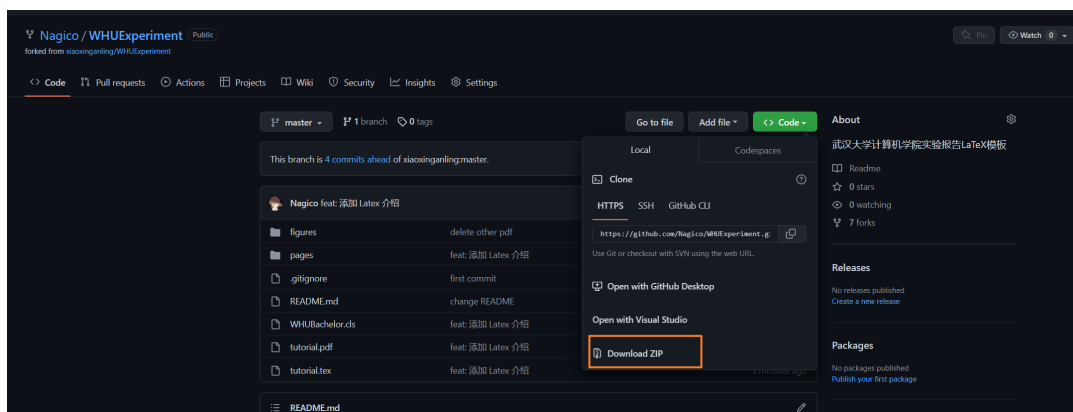 Nagico / WHUExperiment Public
forked from xiaoxinganling/WHUExperiment
Pin
Watch 0
Code Pull requests Actions Projects Wiki Security Insights Settings
master 1 branch 0 tags
Go to file Add file Code
This branch is 4 commits ahead of xiaoxinganling:master.
Nagico feat: 添加 Latex 介绍
figures delete other pdf
pages feat: 添加 Latex 介绍
.gitignore first commit
README.md change README
WHUBachelor.cls feat: 添加 Latex 介绍
tutorial.pdf feat: 添加 Latex 介绍
tutorial.tex feat: 添加 Latex 介绍
5 minutes ago
README.md
Local Codespaces
Clone
HTTPS SSH GitHub CLI
https://github.com/Nagico/WHUExperiment.g
Use Git or checkout with SVN using the web URL.
Open with GitHub Desktop
Open with Visual Studio
Download ZIP
About
武汉大学计算机学院实验报告LaTeX模板
Readme
0 stars
0 watching
7 forks
Releases
No releases published
Create a new release
Packages
No packages published
Publish your first package